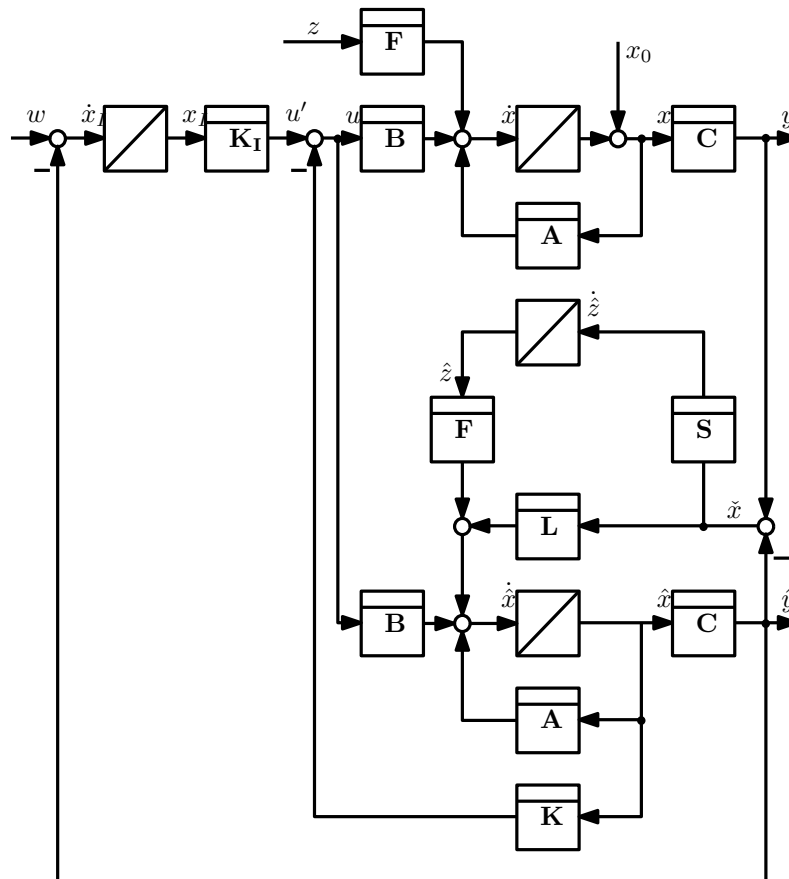 z F x₀
w ẋ_I x_I K_I u' u B ẋ x C y
− −
A
ż̂
ẑ
F S
L x̌
−
B ẋ̂ x̂ C ŷ
A
K